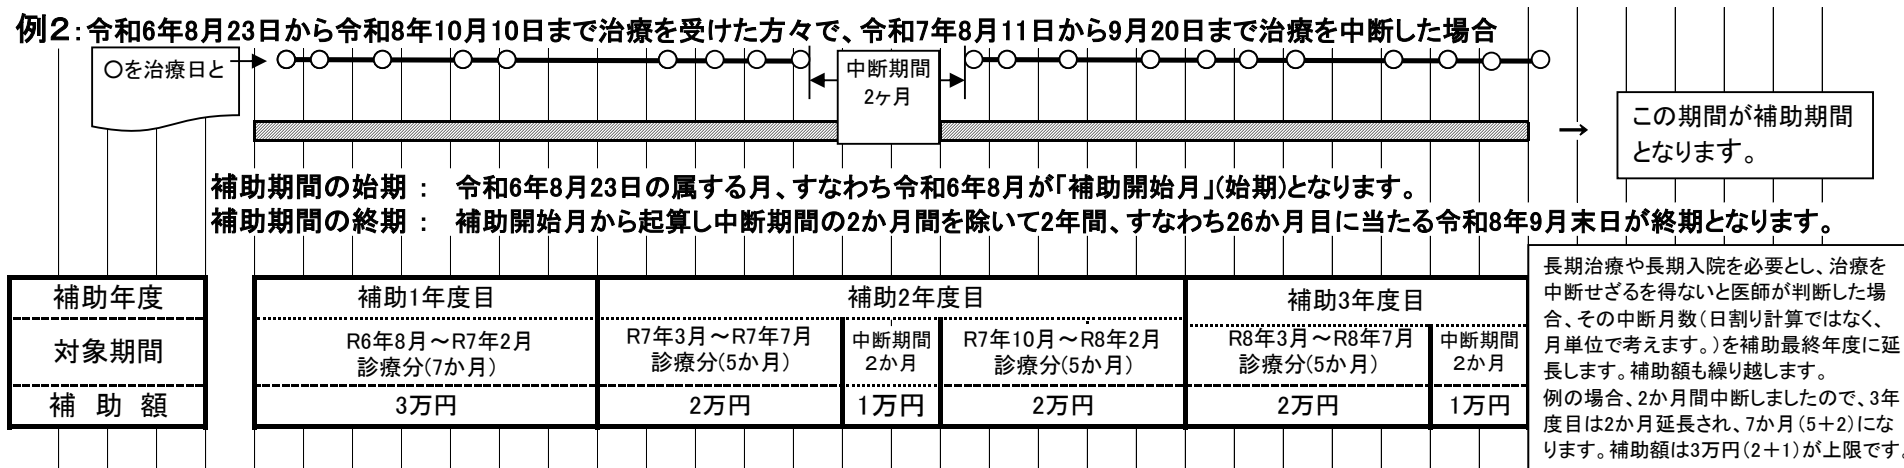 例2：令和6年8月23日から令和8年10月10日まで治療を受けた方々で、令和7年8月11日から9月20日まで治療を中断した場合
○を治療日と
中断期間
2ヶ月
この期間が補助期間
となります。
→
補助期間の始期 ： 令和6年8月23日の属する月、すなわち令和6年8月が「補助開始月」(始期)となります。
補助期間の終期 ： 補助開始月から起算し中断期間の2か月間を除いて2年間、すなわち26か月目に当たる令和8年9月末日が終期となります。
補助年度
補助1年度目
補助2年度目
補助3年度目
対象期間
R6年8月～R7年2月
診療分(7か月)
R7年3月～R7年7月
診療分(5か月)
中断期間
2か月
R7年10月～R8年2月
診療分(5か月)
R8年3月～R8年7月
診療分(5か月)
中断期間
2か月
補 助 額
3万円
2万円
1万円
2万円
2万円
1万円
長期治療や長期入院を必要とし、治療を
中断せざるを得ないと医師が判断した場
合、その中断月数(日割り計算ではなく、
月単位で考えます。)を補助最終年度に延
長します。補助額も繰り越します。
例の場合、2か月間中断しましたので、3年
度目は2か月延長され、7か月(5＋2)にな
ります。補助額は3万円(2＋1)が上限です